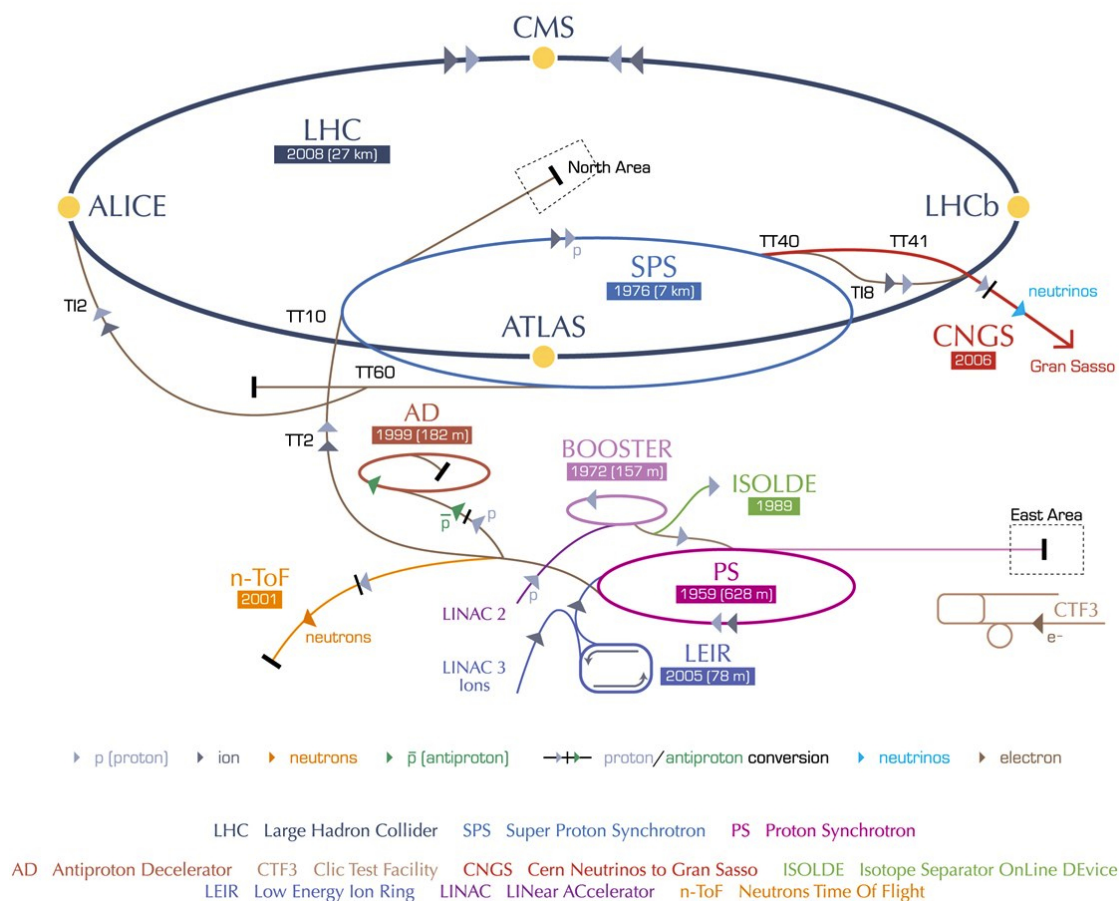 CMS
LHC
2008 (27 km)
North Area
ALICE
LHCb
TT40
TT41
p
SPS
1976 (7 km)
TI2
TT10
TI8
neutrinos
ATLAS
CNGS
2006
Gran Sasso
TT60
AD
1999 (182 m)
TT2
BOOSTER
1972 (157 m)
ISOLDE
1989
p̅
p
East Area
n-ToF
2001
PS
1959 (628 m)
p
LINAC 2
CTF3
e-
neutrons
LEIR
2005 (78 m)
LINAC 3
Ions
p (proton) ion neutrons p̅ (antiproton) proton/antiproton conversion neutrinos electron
LHC Large Hadron Collider SPS Super Proton Synchrotron PS Proton Synchrotron
AD Antiproton Decelerator CTF3 Clic Test Facility CNGS Cern Neutrinos to Gran Sasso ISOLDE Isotope Separator OnLine DEvice
LEIR Low Energy Ion Ring LINAC LINear ACcelerator n-ToF Neutrons Time Of Flight